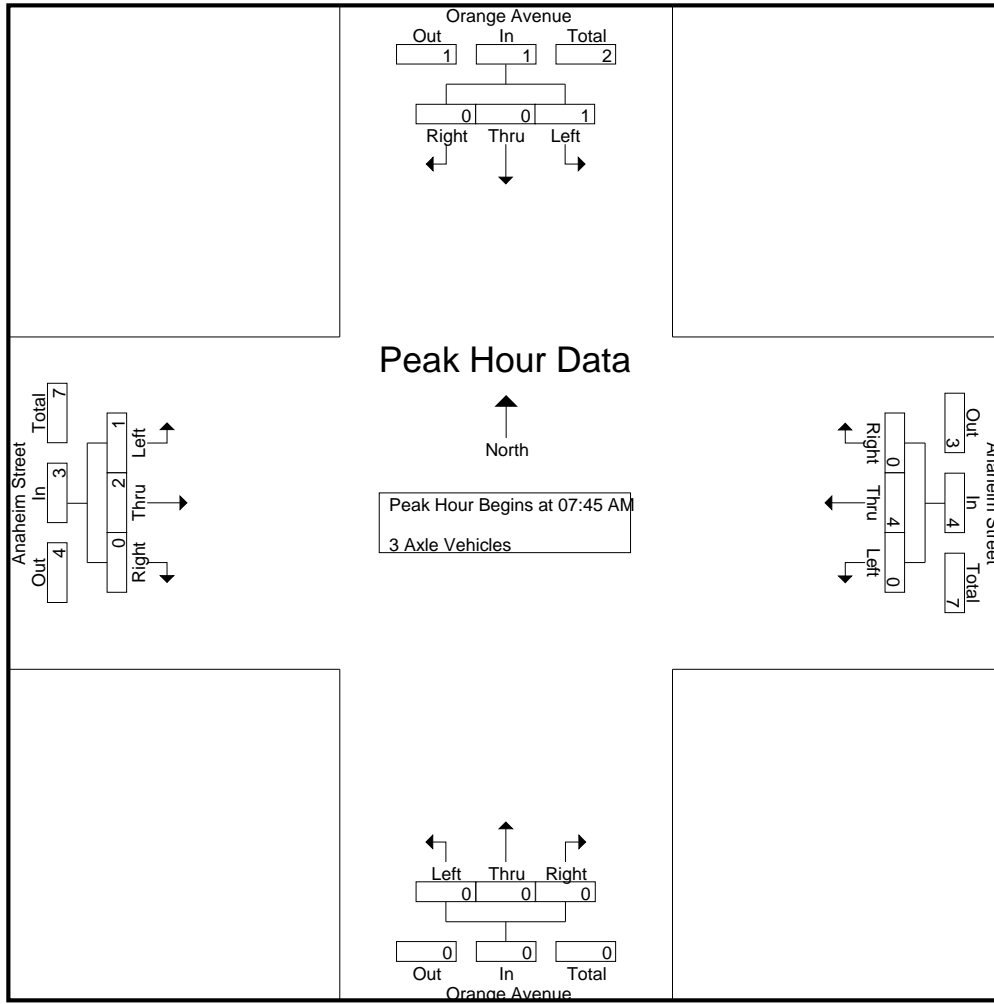 Orange Avenue
Out In Total
1 1 2
0 0 1
Right Thru Left
Peak Hour Data
North
Peak Hour Begins at 07:45 AM
3 Axle Vehicles
Anaheim Street
Total In Out
7 3 4
1 2 0
Left Thru Right
Anaheim Street
Out In Total
3 4 7
0 4 0
Right Thru Left
Left Thru Right
0 0 0
0 0 0
Out In Total
Orange Avenue